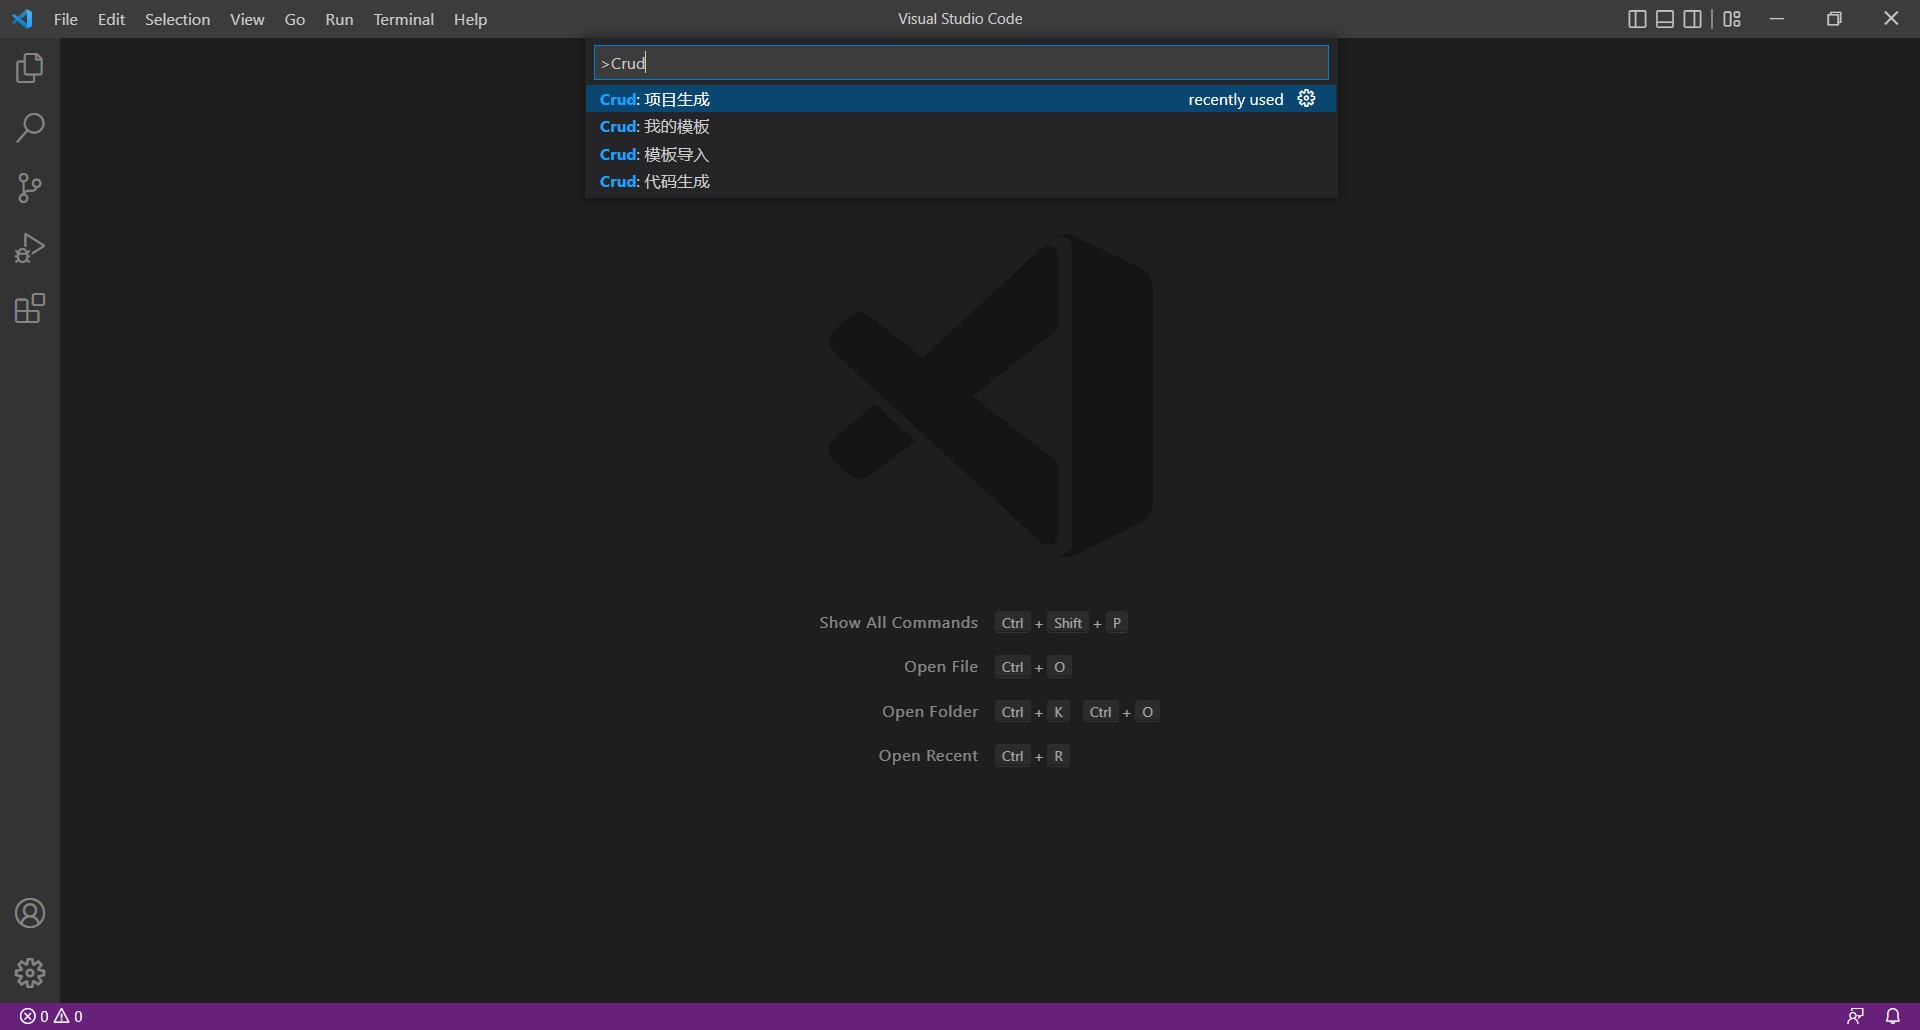 File Edit Selection View Go Run Terminal Help Visual Studio Code
>Crud
Crud: 项目生成 recently used
Crud: 我的模板
Crud: 模板导入
Crud: 代码生成
Show All Commands Ctrl + Shift + P
Open File Ctrl + O
Open Folder Ctrl + K Ctrl + O
Open Recent Ctrl + R
0 0